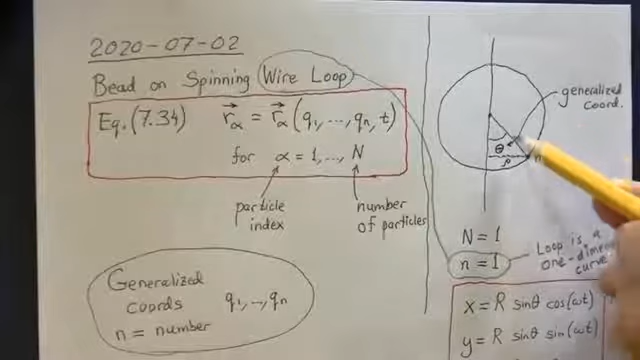 2020-07-02
Bead on Spinning Wire Loop
Eq.(7.34) r⃗α = r⃗α (q1, ..., qn, t)
for α = 1, ..., N
particle index
number of particles
Generalized coords q1, .., qn
n = number
generalized coord.
θ
ρ
N = 1
n = 1
Loop is a
one-dimen
curve
x = R sinθ cos(ωt)
y = R sinθ sin(ωt)